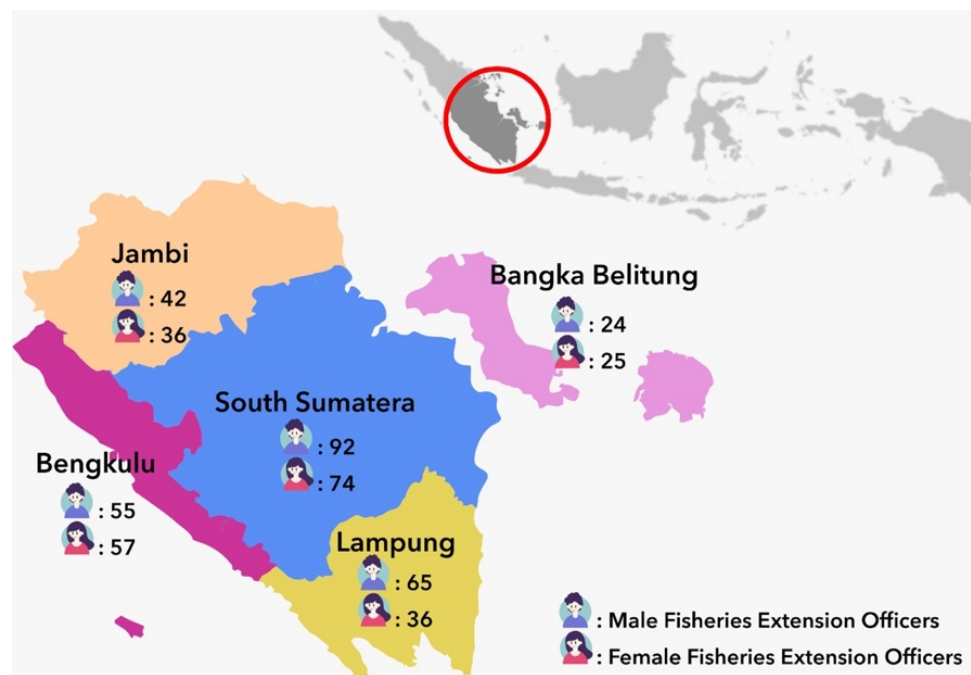 Jambi
: 42
: 36
Bangka Belitung
: 24
: 25
South Sumatera
: 92
: 74
Bengkulu
: 55
: 57
Lampung
: 65
: 36
: Male Fisheries Extension Officers
: Female Fisheries Extension Officers